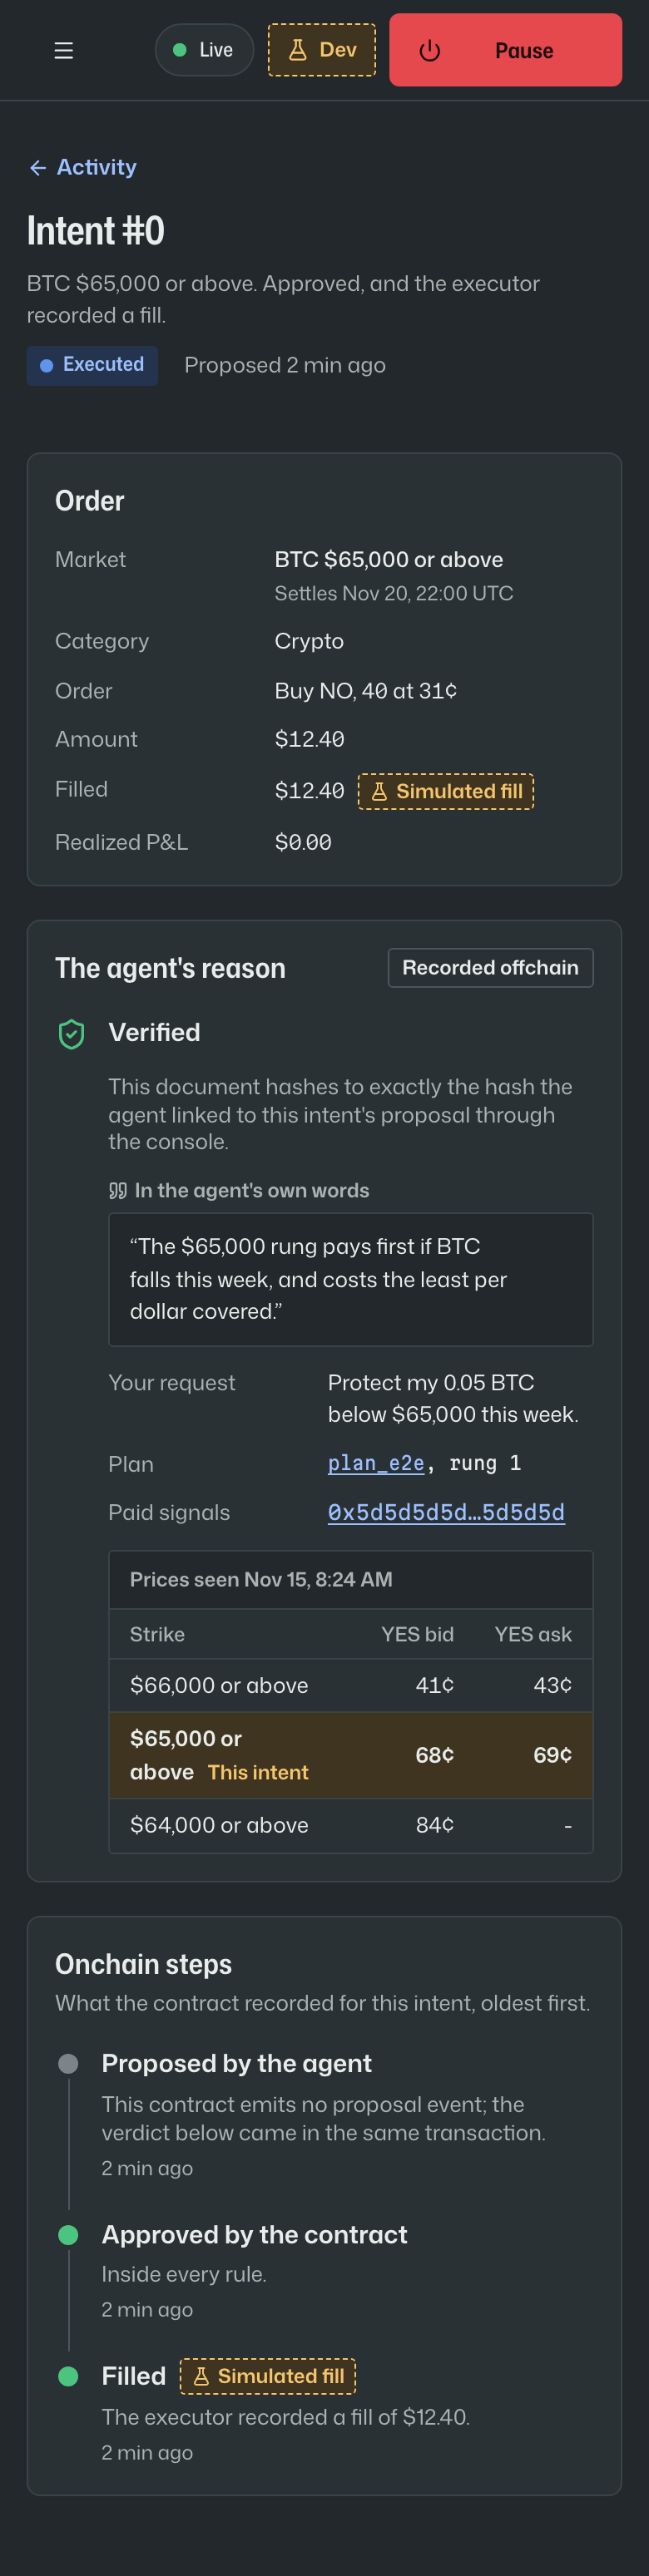 Live
Dev
Pause
Activity
Intent #0
BTC $65,000 or above. Approved, and the executor
recorded a fill.
Executed
Proposed 2 min ago
Order
Market
BTC $65,000 or above
Settles Nov 20, 22:00 UTC
Category
Crypto
Order
Buy NO, 40 at 31¢
Amount
$12.40
Filled
$12.40
Simulated fill
Realized P&L
$0.00
The agent's reason
Recorded offchain
Verified
This document hashes to exactly the hash the
agent linked to this intent's proposal through
the console.
In the agent's own words
“The $65,000 rung pays first if BTC
falls this week, and costs the least per
dollar covered.”
Your request
Protect my 0.05 BTC
below $65,000 this week.
Plan
plan_e2e, rung 1
Paid signals
0x5d5d5d5d…5d5d5d
Prices seen Nov 15, 8:24 AM
Strike YES bid YES ask
$66,000 or above 41¢ 43¢
$65,000 or
above This intent 68¢ 69¢
$64,000 or above 84¢ -
Onchain steps
What the contract recorded for this intent, oldest first.
Proposed by the agent
This contract emits no proposal event; the
verdict below came in the same transaction.
2 min ago
Approved by the contract
Inside every rule.
2 min ago
Filled
Simulated fill
The executor recorded a fill of $12.40.
2 min ago